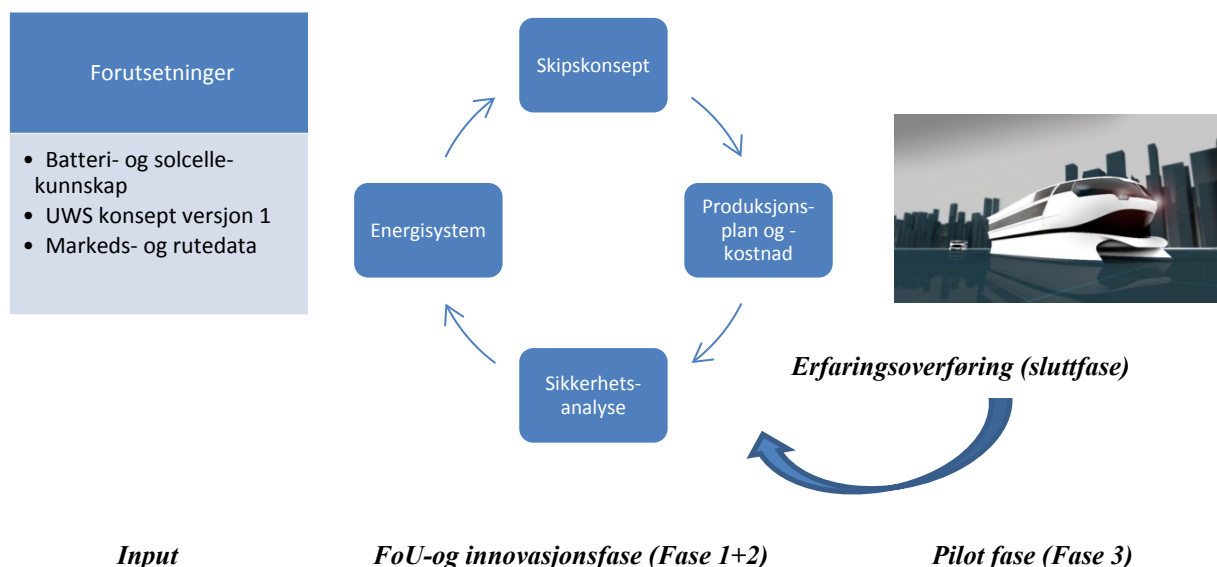 Forutsetninger
• Batteri- og solcelle-
kunnskap
• UWS konsept versjon 1
• Markeds- og rutedata
Skipskonsept
Produksjons-
plan og -
kostnad
Sikkerhets-
analyse
Energisystem
Erfaringsoverføring (sluttfase)
Input
FoU-og innovasjonsfase (Fase 1+2)
Pilot fase (Fase 3)